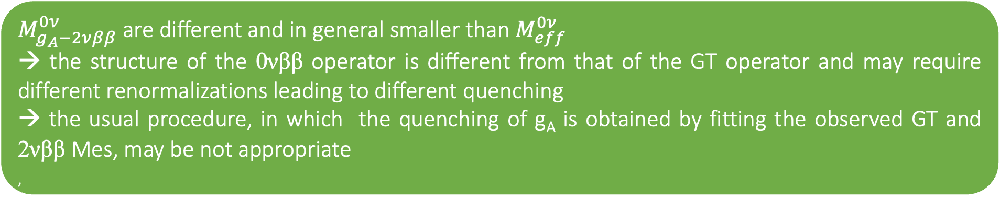 $M^{0\nu}_{g_A-2\nu\beta\beta}$ are different and in general smaller than $M^{0\nu}_{eff}$
→ the structure of the 0νββ operator is different from that of the GT operator and may require
different renormalizations leading to different quenching
→ the usual procedure, in which the quenching of g_A is obtained by fitting the observed GT and
2νββ Mes, may be not appropriate
,